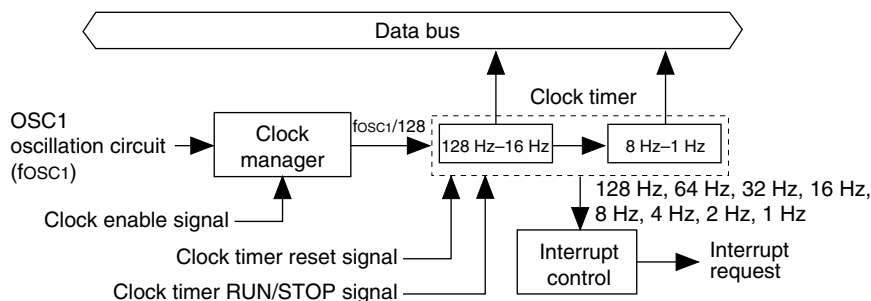 Data bus
Clock timer
OSC1
oscillation circuit
(fOSC1)
Clock
manager
fOSC1/128
128 Hz–16 Hz
8 Hz–1 Hz
128 Hz, 64 Hz, 32 Hz, 16 Hz,
8 Hz, 4 Hz, 2 Hz, 1 Hz
Clock enable signal
Clock timer reset signal
Clock timer RUN/STOP signal
Interrupt
control
Interrupt
request